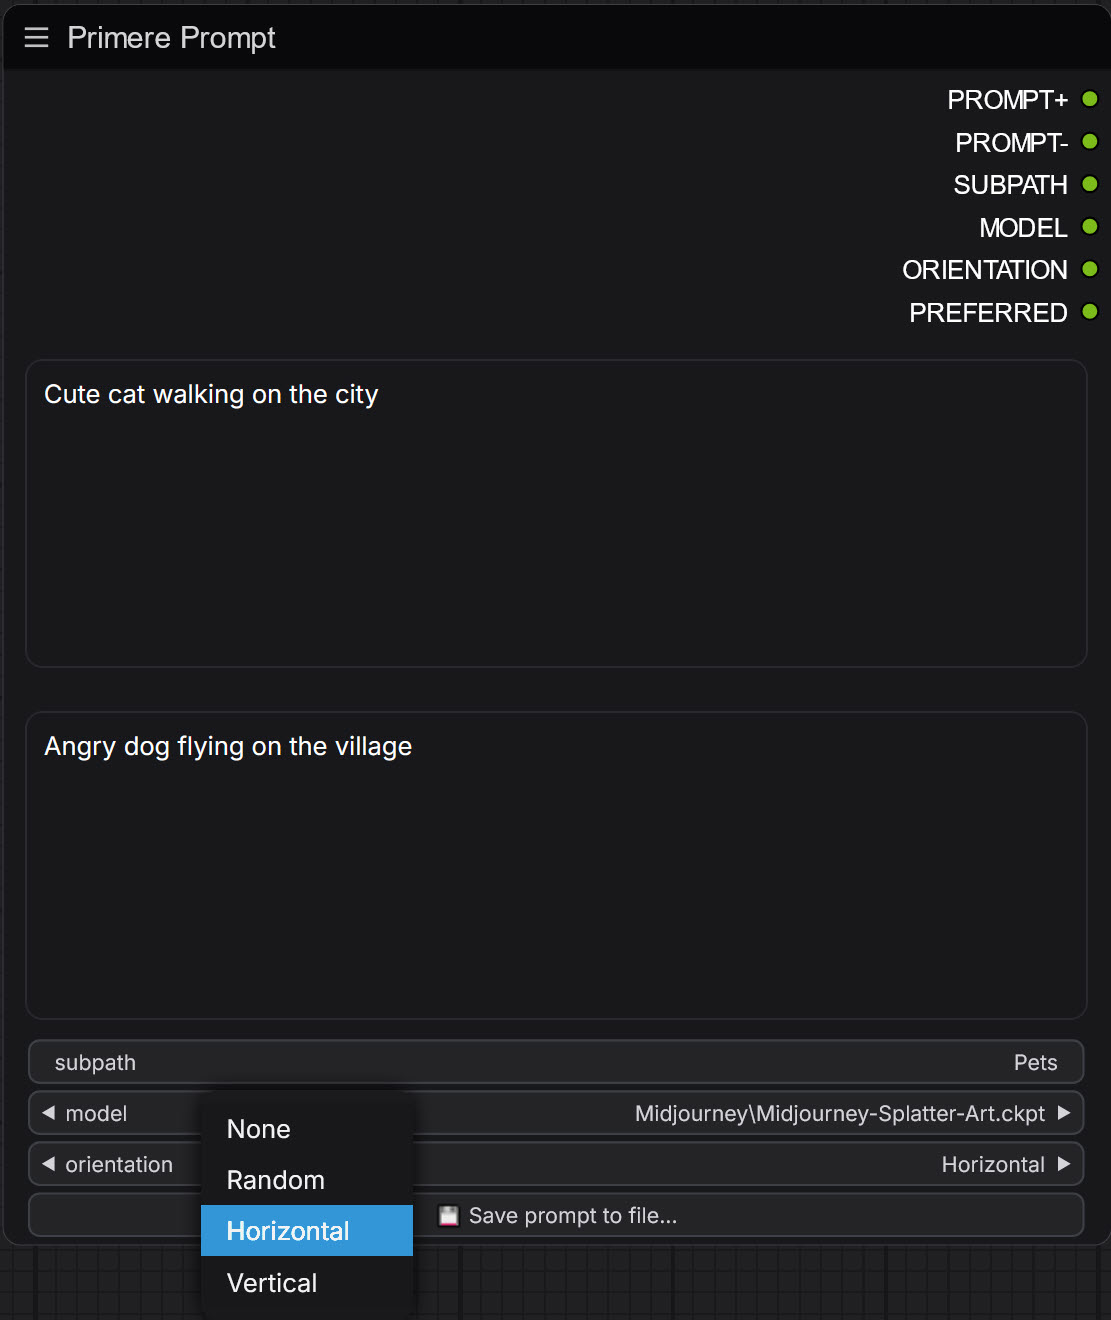 Primere Prompt
PROMPT+
PROMPT-
SUBPATH
MODEL
ORIENTATION
PREFERRED
Cute cat walking on the city
Angry dog flying on the village
subpath Pets
model Midjourney\Midjourney-Splatter-Art.ckpt
orientation Horizontal
Save prompt to file...
None
Random
Horizontal
Vertical